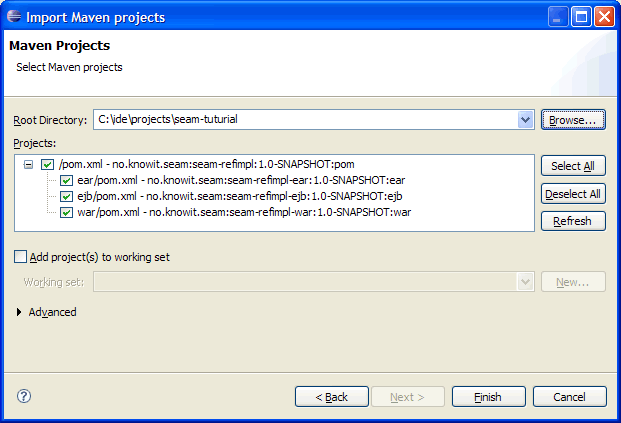 Import Maven projects
Maven Projects
Select Maven projects
Root Directory: C:\ide\projects\seam-tuturial Browse...
Projects:
/pom.xml - no.knowit.seam:seam-refimpl:1.0-SNAPSHOT:pom Select All
ear/pom.xml - no.knowit.seam:seam-refimpl-ear:1.0-SNAPSHOT:ear
ejb/pom.xml - no.knowit.seam:seam-refimpl-ejb:1.0-SNAPSHOT:ejb Deselect All
war/pom.xml - no.knowit.seam:seam-refimpl-war:1.0-SNAPSHOT:war Refresh
Add project(s) to working set
Working set: New...
Advanced
? < Back Next > Finish Cancel